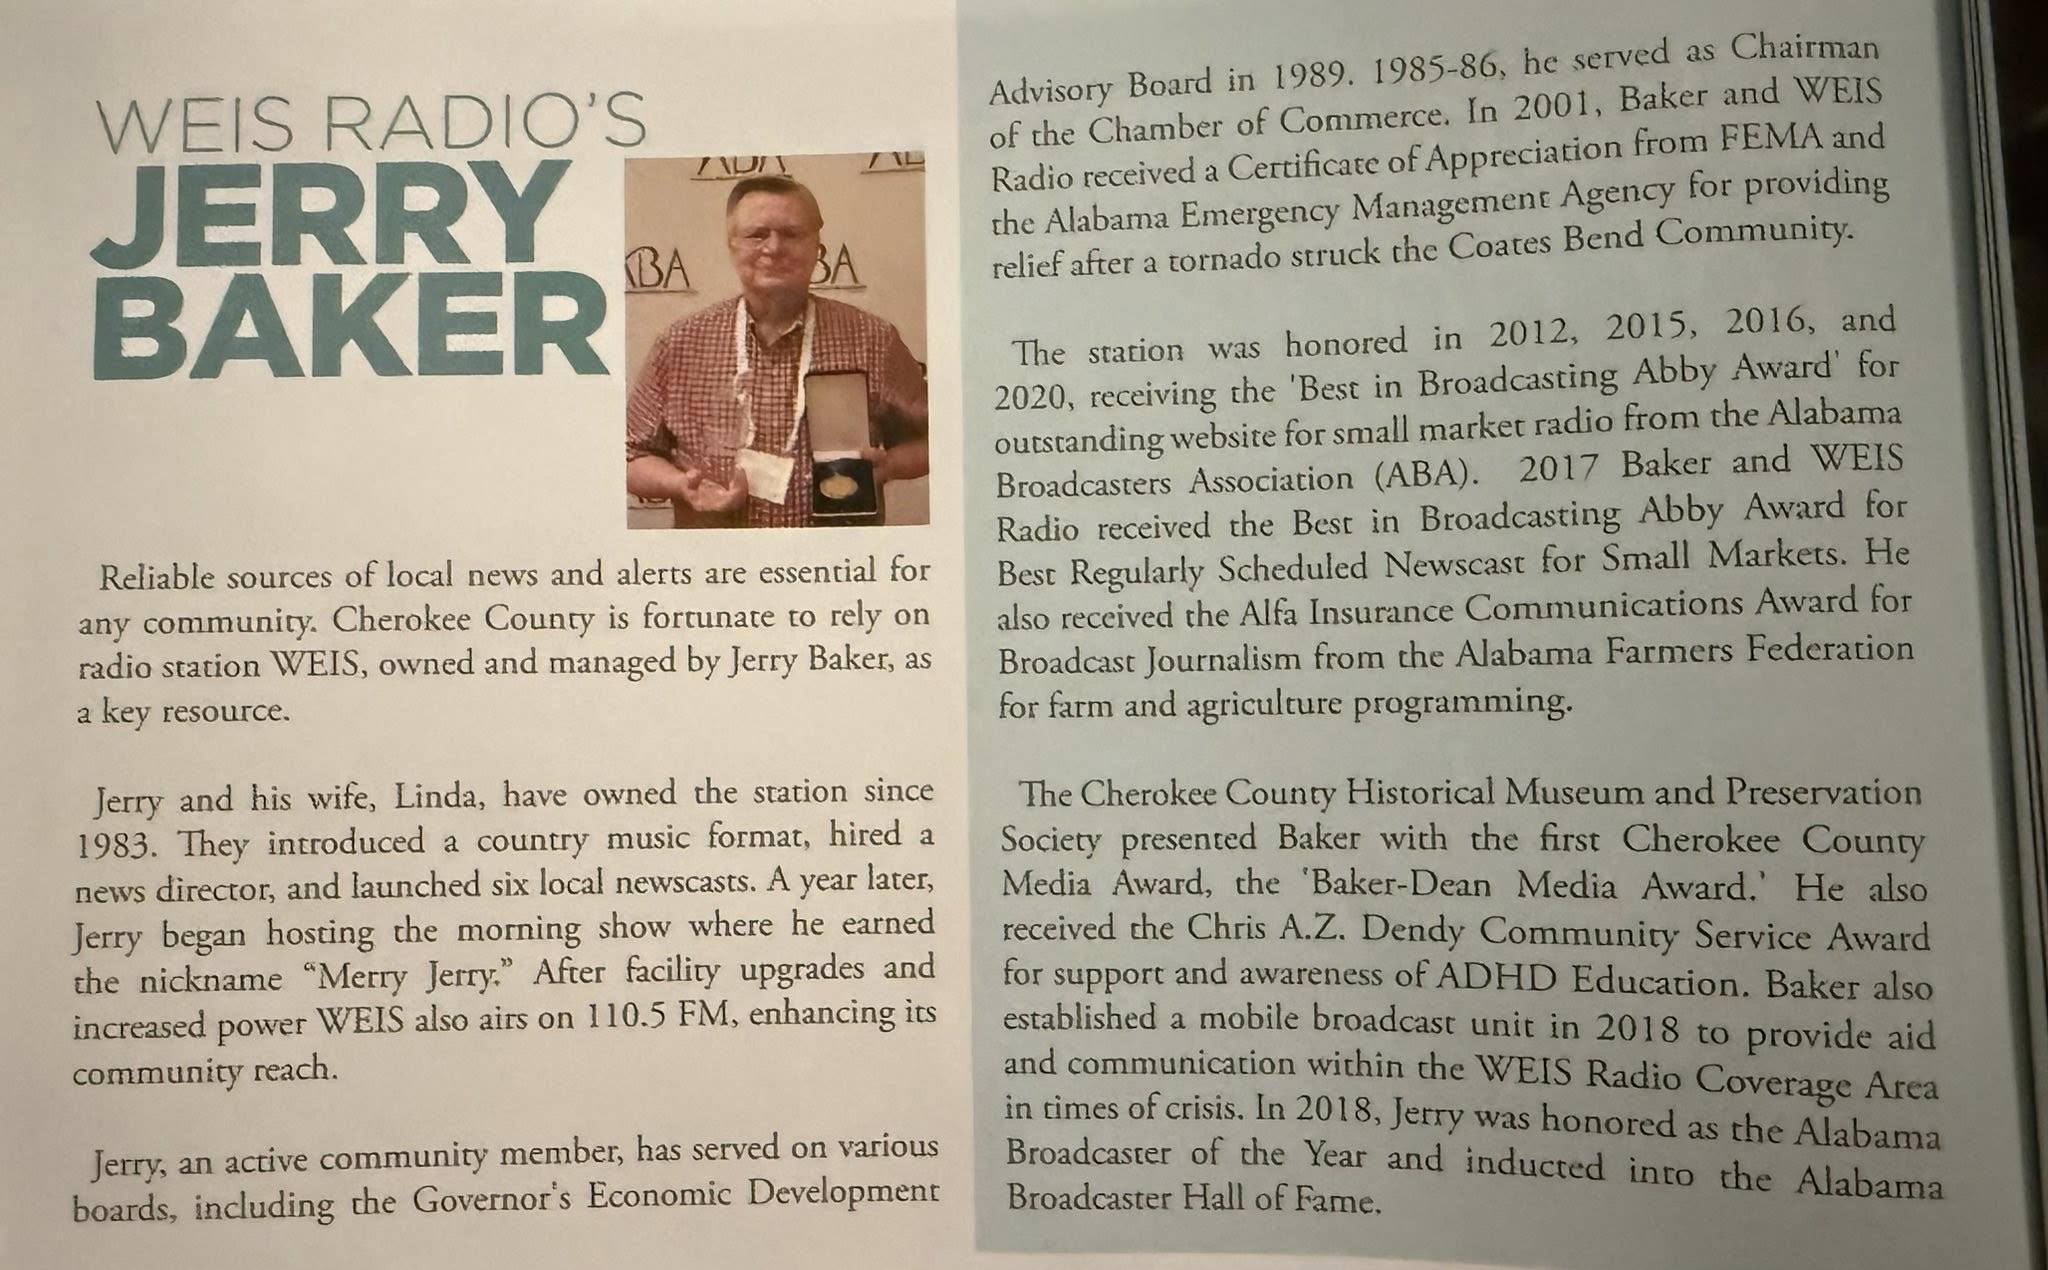 WEIS RADIO'S
JERRY
BAKER
ABA
ABA
Reliable sources of local news and alerts are essential for
any community. Cherokee County is fortunate to rely on
radio station WEIS, owned and managed by Jerry Baker, as
a key resource.
Jerry and his wife, Linda, have owned the station since
1983. They introduced a country music format, hired a
news director, and launched six local newscasts. A year later,
Jerry began hosting the morning show where he earned
the nickname “Merry Jerry.” After facility upgrades and
increased power WEIS also airs on 110.5 FM, enhancing its
community reach.
Jerry, an active community member, has served on various
boards, including the Governor's Economic Development
Advisory Board in 1989. 1985-86, he served as Chairman
of the Chamber of Commerce. In 2001, Baker and WEIS
Radio received a Certificate of Appreciation from FEMA and
the Alabama Emergency Management Agency for providing
relief after a tornado struck the Coates Bend Community.
The station was honored in 2012, 2015, 2016, and
2020, receiving the 'Best in Broadcasting Abby Award' for
outstanding website for small market radio from the Alabama
Broadcasters Association (ABA). 2017 Baker and WEIS
Radio received the Best in Broadcasting Abby Award for
Best Regularly Scheduled Newscast for Small Markets. He
also received the Alfa Insurance Communications Award for
Broadcast Journalism from the Alabama Farmers Federation
for farm and agriculture programming.
The Cherokee County Historical Museum and Preservation
Society presented Baker with the first Cherokee County
Media Award, the 'Baker-Dean Media Award.' He also
received the Chris A.Z. Dendy Community Service Award
for support and awareness of ADHD Education. Baker also
established a mobile broadcast unit in 2018 to provide aid
and communication within the WEIS Radio Coverage Area
in times of crisis. In 2018, Jerry was honored as the Alabama
Broadcaster of the Year and inducted into the Alabama
Broadcaster Hall of Fame.